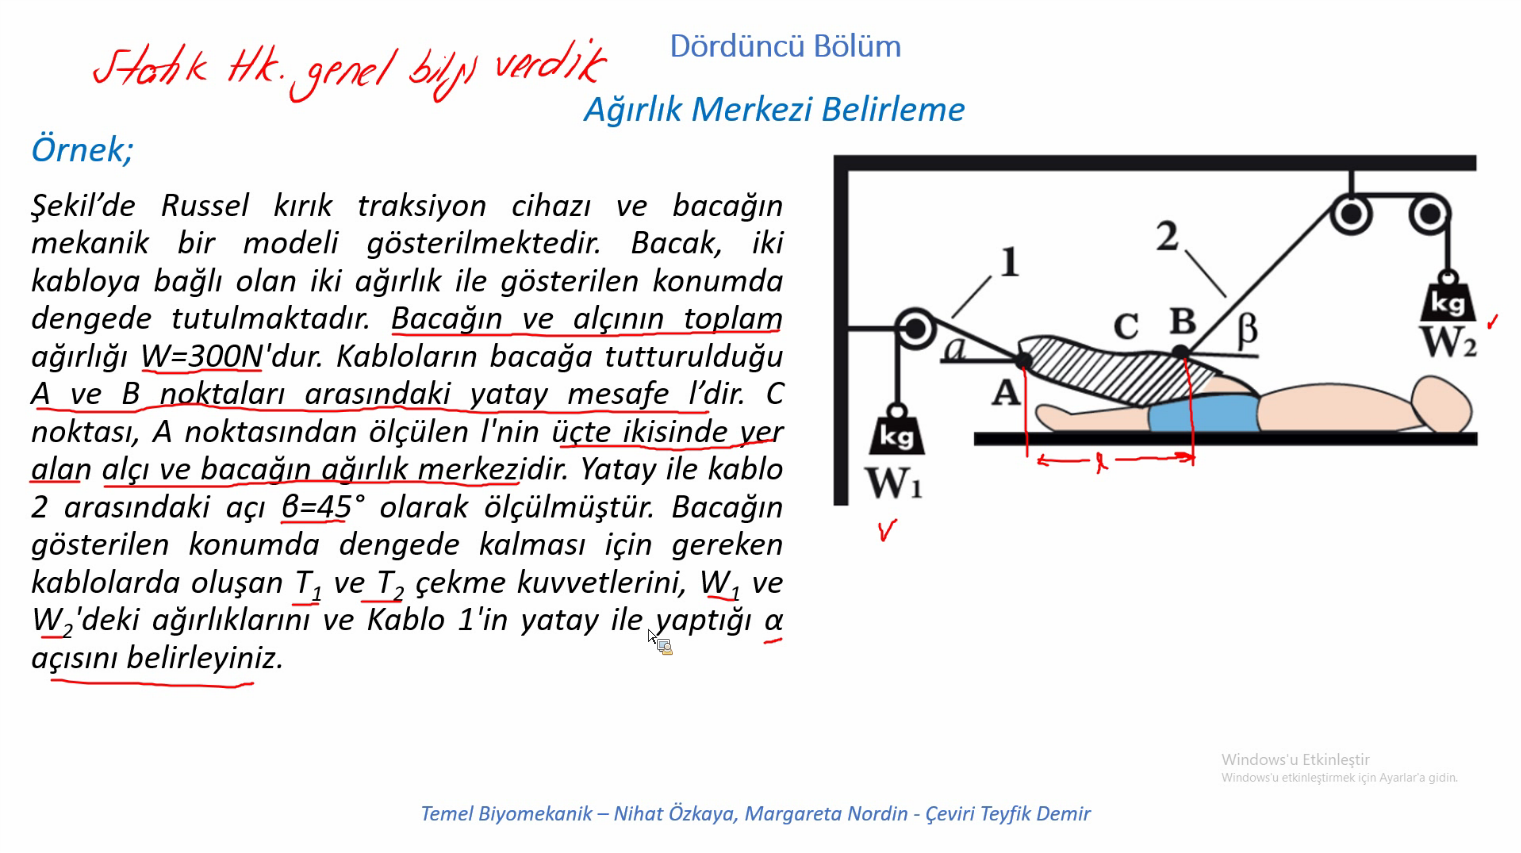 Statik Hk. genel bilgi verdik
Dördüncü Bölüm
Ağırlık Merkezi Belirleme
Örnek;
Şekil’de Russel kırık traksiyon cihazı ve bacağın
mekanik bir modeli gösterilmektedir. Bacak, iki
kabloya bağlı olan iki ağırlık ile gösterilen konumda
dengede tutulmaktadır. Bacağın ve alçının toplam
ağırlığı W=300N'dur. Kabloların bacağa tutturulduğu
A ve B noktaları arasındaki yatay mesafe l’dir. C
noktası, A noktasından ölçülen l'nin üçte ikisinde yer
alan alçı ve bacağın ağırlık merkezidir. Yatay ile kablo
2 arasındaki açı β=45° olarak ölçülmüştür. Bacağın
gösterilen konumda dengede kalması için gereken
kablolarda oluşan T1 ve T2 çekme kuvvetlerini, W1 ve
W2'deki ağırlıklarını ve Kablo 1'in yatay ile yaptığı α
açısını belirleyiniz.
1
2
C
B
β
kg
W2
a
A
kg
W1
l
Windows'u Etkinleştir
Windows'u etkinleştirmek için Ayarlar'a gidin.
Temel Biyomekanik – Nihat Özkaya, Margareta Nordin - Çeviri Teyfik Demir